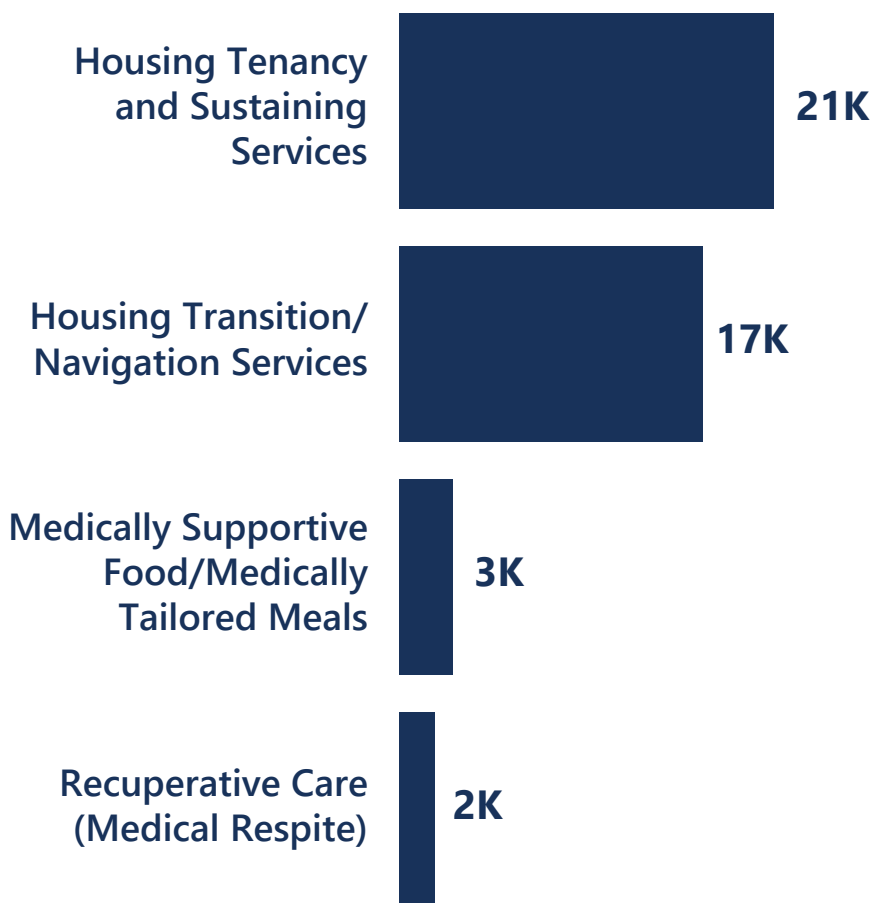 Housing Tenancy
and Sustaining
Services
21K
Housing Transition/
Navigation Services
17K
Medically Supportive
Food/Medically
Tailored Meals
3K
Recuperative Care
(Medical Respite)
2K